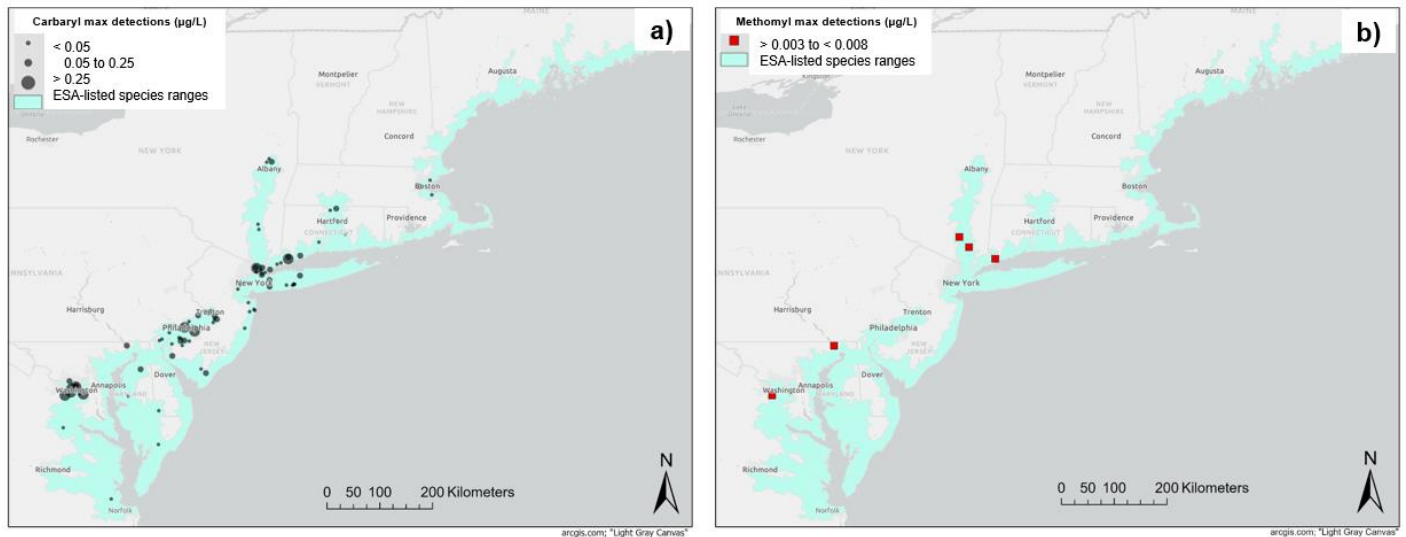 Carbaryl max detections (µg/L)
< 0.05
0.05 to 0.25
> 0.25
ESA-listed species ranges
a)
MAINE
Montpelier
VERMONT
Augusta
NEW
HAMPSHIRE
Concord
Rochester
NEW YORK
Albany
Boston
Hartford
CONNECTICUT
Providence
NNSYLVANIA
New York
Harrisburg
Trenton
Philadelphia
NEW
JERSEY
Dover
Annapolis
Washington
MARYLAND
Richmond
Norfolk
0 50 100 200 Kilometers
N
arcgis.com; "Light Gray Canvas"
Methomyl max detections (µg/L)
> 0.003 to < 0.008
ESA-listed species ranges
b)
MAINE
Kingston
Montpelier
VERMONT
Augusta
Lake
Ontario
NEW
HAMPSHIRE
Concord
Rochester
NEW YORK
Albany
Boston
Hartford
CONNECTICUT
Providence
PENNSYLVANIA
New York
Harrisburg
Trenton
Philadelphia
NEW
JERSEY
Dover
Annapolis
Washington
MARYLAND
Richmond
Norfolk
0 50 100 200 Kilometers
N
arcgis.com; "Light Gray Canvas"